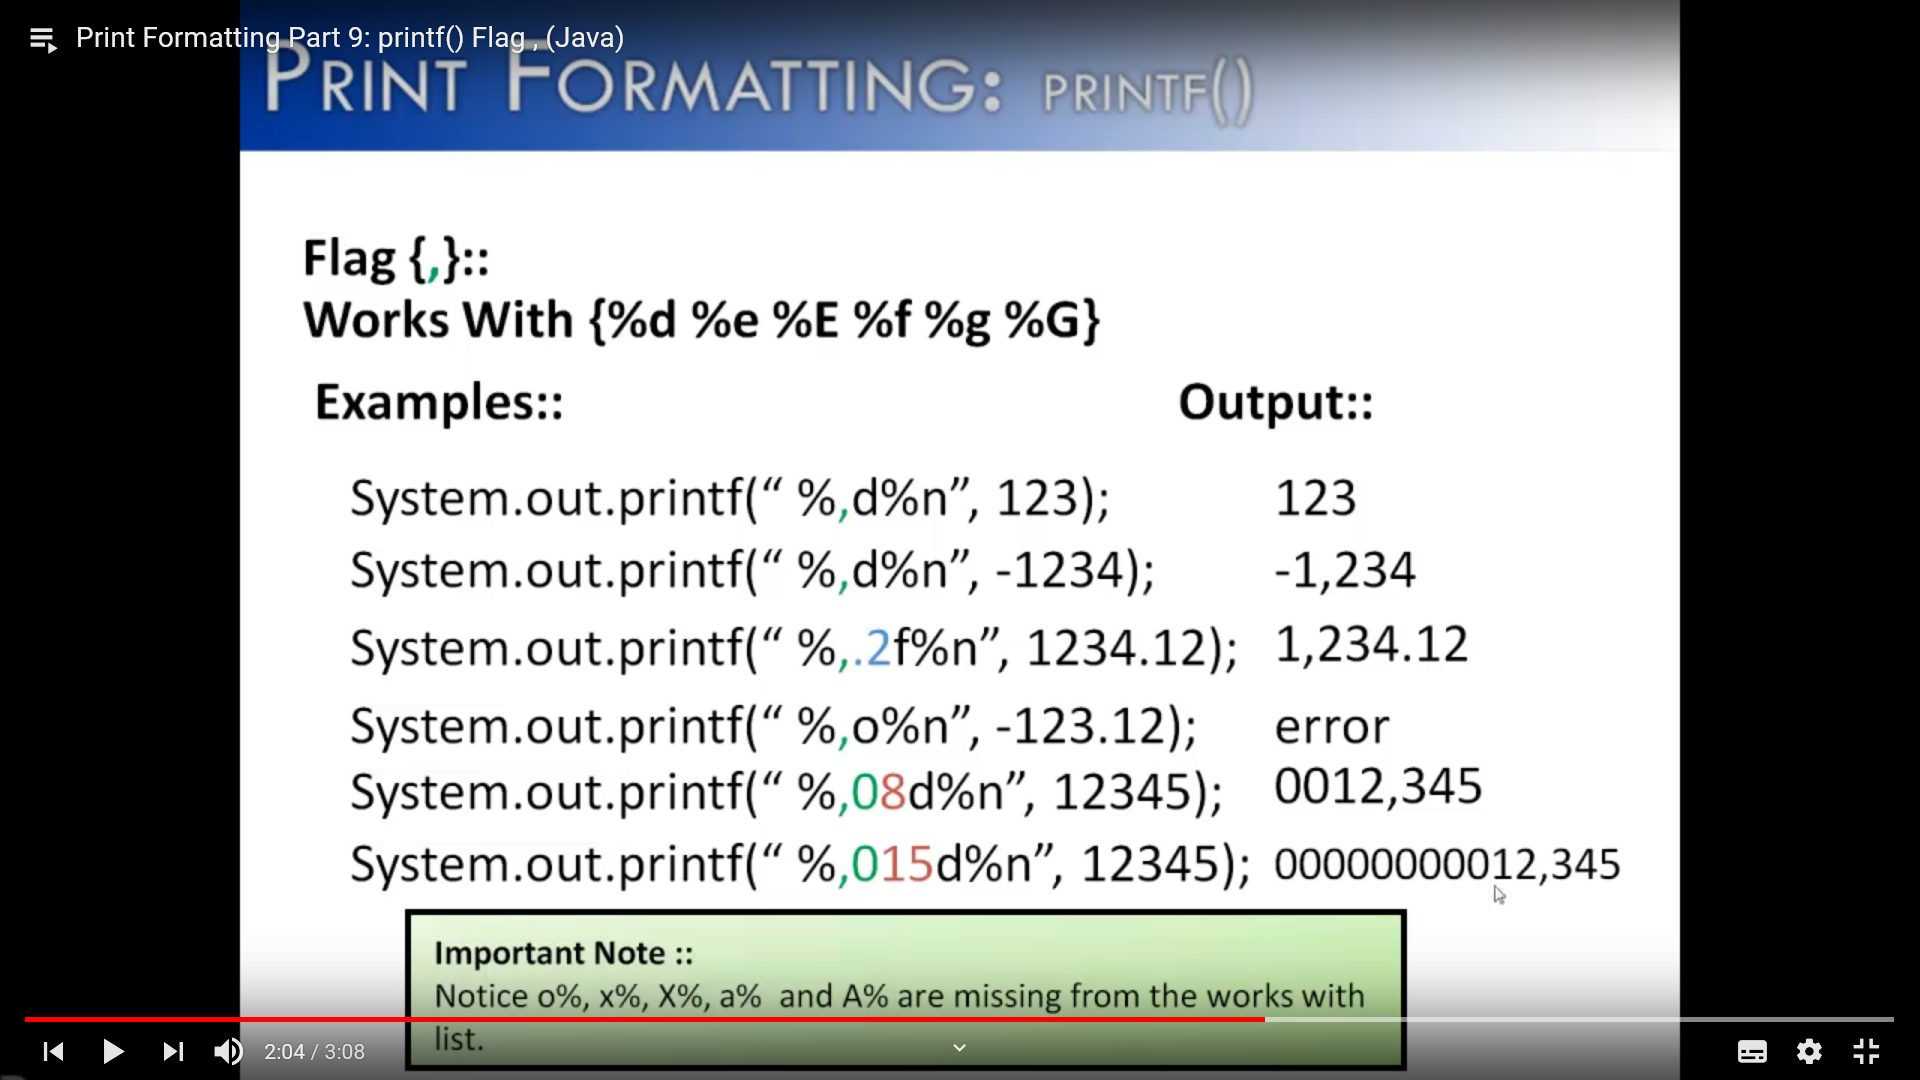 Print Formatting Part 9: printf() Flag , (Java)
PRINT FORMATTING: PRINTF()
Flag {,}::
Works With {%d %e %E %f %g %G}
Examples:: Output::
System.out.printf(“ %,d%n”, 123); 123
System.out.printf(“ %,d%n”, -1234); -1,234
System.out.printf(“ %,.2f%n”, 1234.12); 1,234.12
System.out.printf(“ %,o%n”, -123.12); error
System.out.printf(“ %,08d%n”, 12345); 0012,345
System.out.printf(“ %,015d%n”, 12345); 00000000012,345
Important Note ::
Notice o%, x%, X%, a% and A% are missing from the works with
list.
2:04 / 3:08